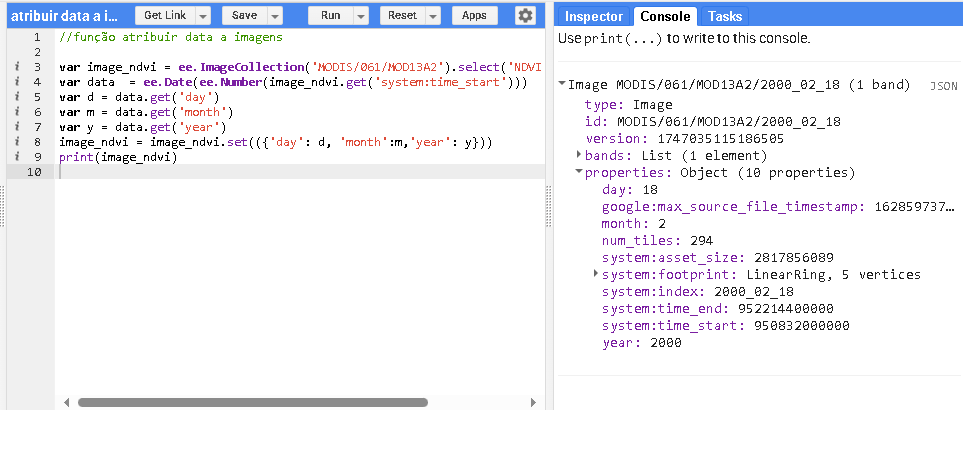 atribuir data a i...
Get Link
Save
Run
Reset
Apps
1 //função atribuir data a imagens
2
i 3 var image_ndvi = ee.ImageCollection('MODIS/061/MOD13A2').select('NDVI
i 4 var data  = ee.Date(ee.Number(image_ndvi.get('system:time_start')))
i 5 var d = data.get('day')
i 6 var m = data.get('month')
i 7 var y = data.get('year')
i 8 image_ndvi = image_ndvi.set(({'day': d, 'month':m,'year': y}))
i 9 print(image_ndvi)
10
Inspector Console Tasks
Use print(...) to write to this console.
Image MODIS/061/MOD13A2/2000_02_18 (1 band) JSON
type: Image
id: MODIS/061/MOD13A2/2000_02_18
version: 1747035115186505
bands: List (1 element)
properties: Object (10 properties)
day: 18
google:max_source_file_timestamp: 162859737…
month: 2
num_tiles: 294
system:asset_size: 2817856089
system:footprint: LinearRing, 5 vertices
system:index: 2000_02_18
system:time_end: 952214400000
system:time_start: 950832000000
year: 2000